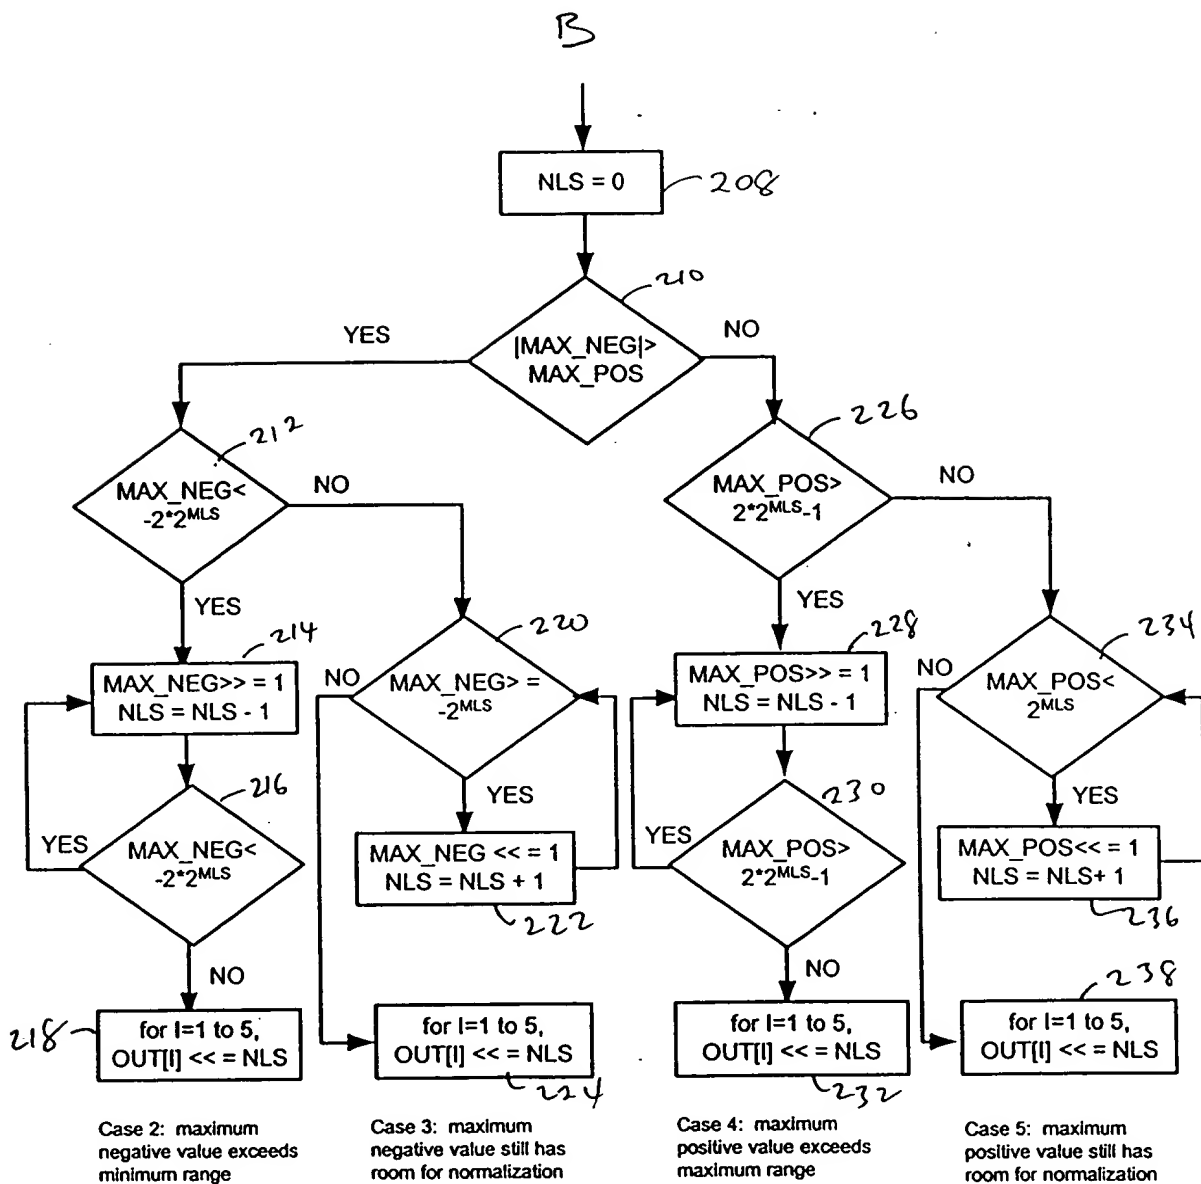 B
NLS = 0
208
210
YES
NO
|MAX_NEG|>
MAX_POS
212
226
MAX_NEG<
-2*2^MLS
NO
MAX_POS>
2*2^MLS-1
NO
YES
YES
214
220
228
234
MAX_NEG>> = 1
NLS = NLS - 1
NO
MAX_NEG> =
-2^MLS
MAX_POS>> = 1
NLS = NLS - 1
NO
MAX_POS<
2^MLS
216
YES
230
YES
YES
MAX_NEG<
-2*2^MLS
MAX_NEG << = 1
NLS = NLS + 1
222
YES
MAX_POS>
2*2^MLS-1
MAX_POS<< = 1
NLS = NLS+ 1
236
NO
NO
238
218
for I=1 to 5,
OUT[I] << = NLS
for I=1 to 5,
OUT[I] << = NLS
224
for I=1 to 5,
OUT[I] << = NLS
232
for I=1 to 5,
OUT[I] << = NLS
Case 2: maximum
negative value exceeds
minimum range
Case 3: maximum
negative value still has
room for normalization
Case 4: maximum
positive value exceeds
maximum range
Case 5: maximum
positive value still has
room for normalization